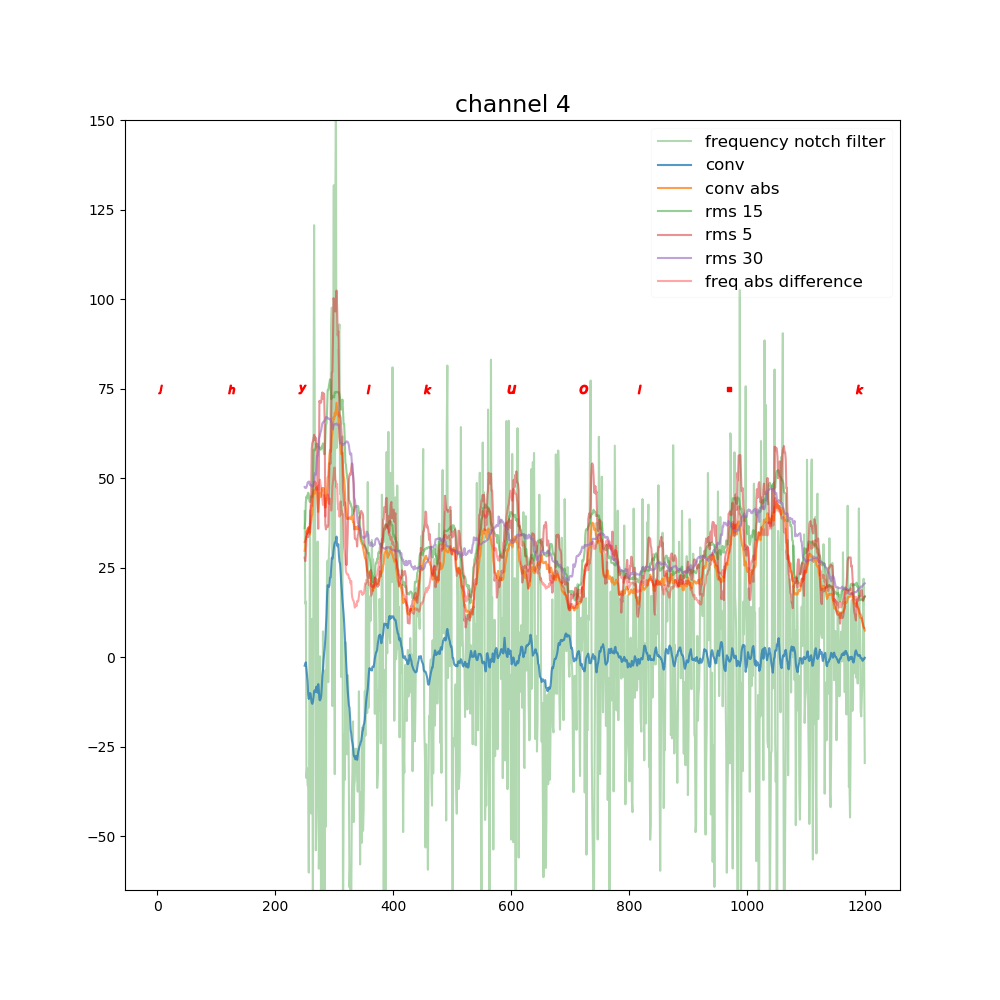 channel 4
150
frequency notch filter
conv
conv abs
rms 15
rms 5
rms 30
freq abs difference
125
100
75
j h y l k u o l . k
50
25
0
−25
−50
0 200 400 600 800 1000 1200